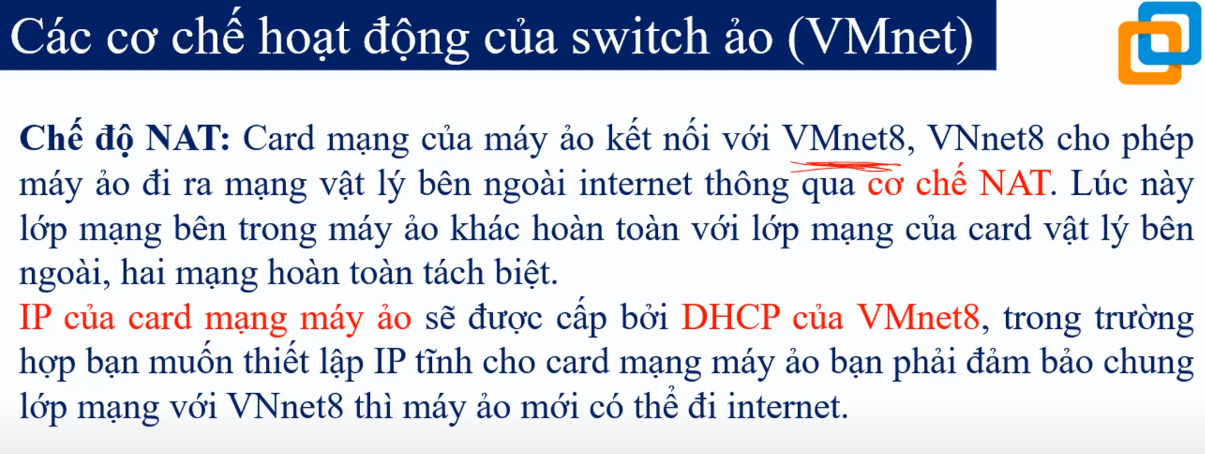 Các cơ chế hoạt động của switch ảo (VMnet)
Chế độ NAT: Card mạng của máy ảo kết nối với VMnet8, VNnet8 cho phép
máy ảo đi ra mạng vật lý bên ngoài internet thông qua cơ chế NAT. Lúc này
lớp mạng bên trong máy ảo khác hoàn toàn với lớp mạng của card vật lý bên
ngoài, hai mạng hoàn toàn tách biệt.
IP của card mạng máy ảo sẽ được cấp bởi DHCP của VMnet8, trong trường
hợp bạn muốn thiết lập IP tĩnh cho card mạng máy ảo bạn phải đảm bảo chung
lớp mạng với VNnet8 thì máy ảo mới có thể đi internet.